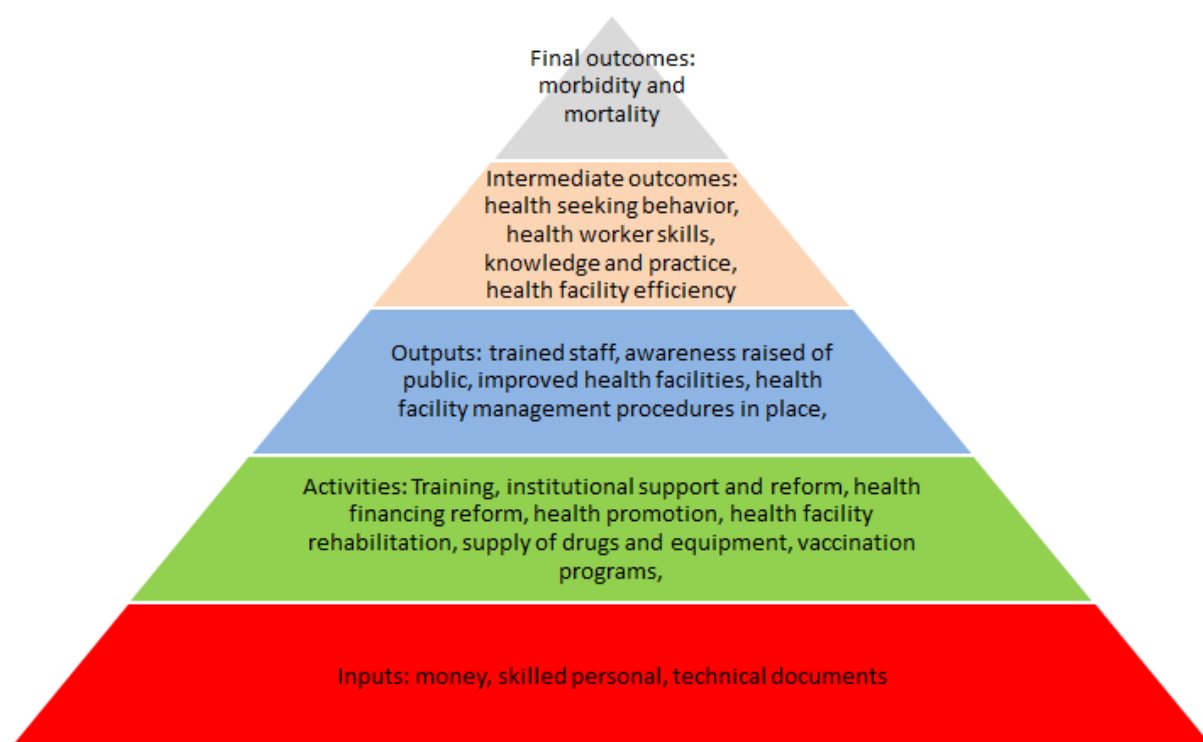 Final outcomes:
morbidity and
mortality
Intermediate outcomes:
health seeking behavior,
health worker skills,
knowledge and practice,
health facility efficiency
Outputs: trained staff, awareness raised of
public, improved health facilities, health
facility management procedures in place,
Activities: Training, institutional support and reform, health
financing reform, health promotion, health facility
rehabilitation, supply of drugs and equipment, vaccination
programs,
Inputs: money, skilled personal, technical documents